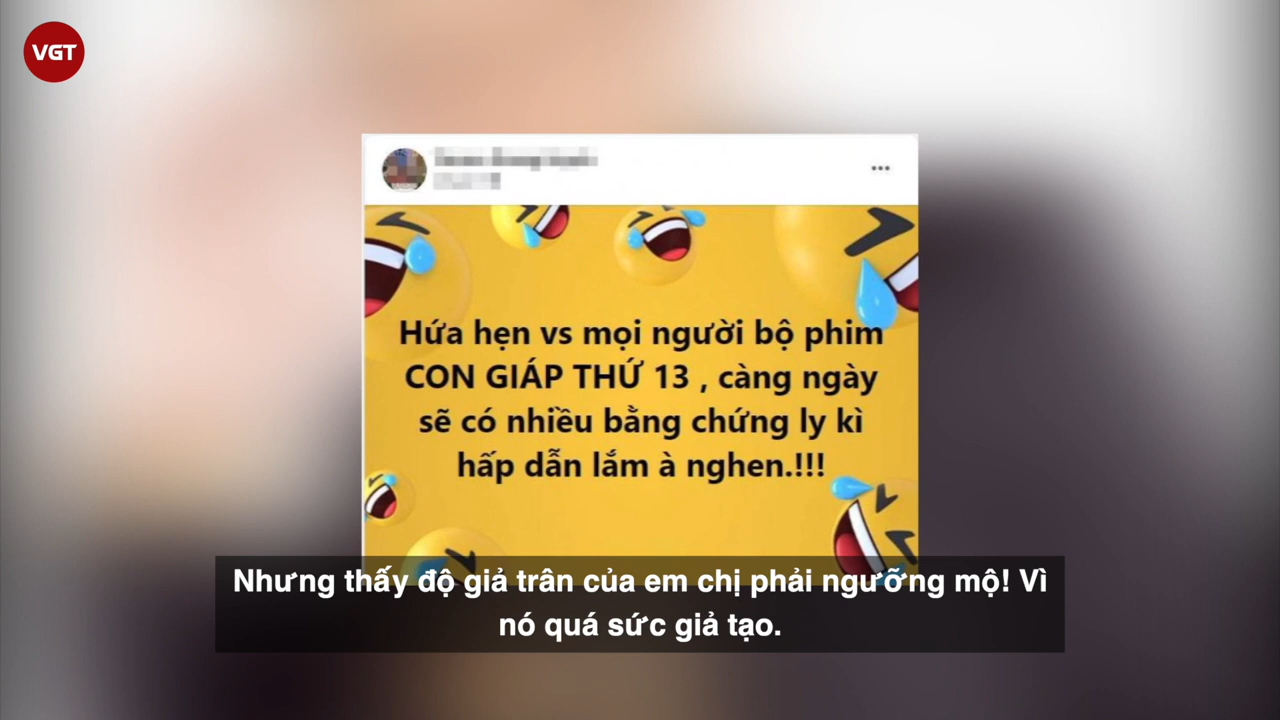 VGT
Hứa hẹn vs mọi người bộ phim
CON GIÁP THỨ 13 , càng ngày
sẽ có nhiều bằng chứng ly kì
hấp dẫn lắm à nghen.!!!
Nhưng thấy độ giả trân của em chị phải ngưỡng mộ! Vì
nó quá sức giả tạo.